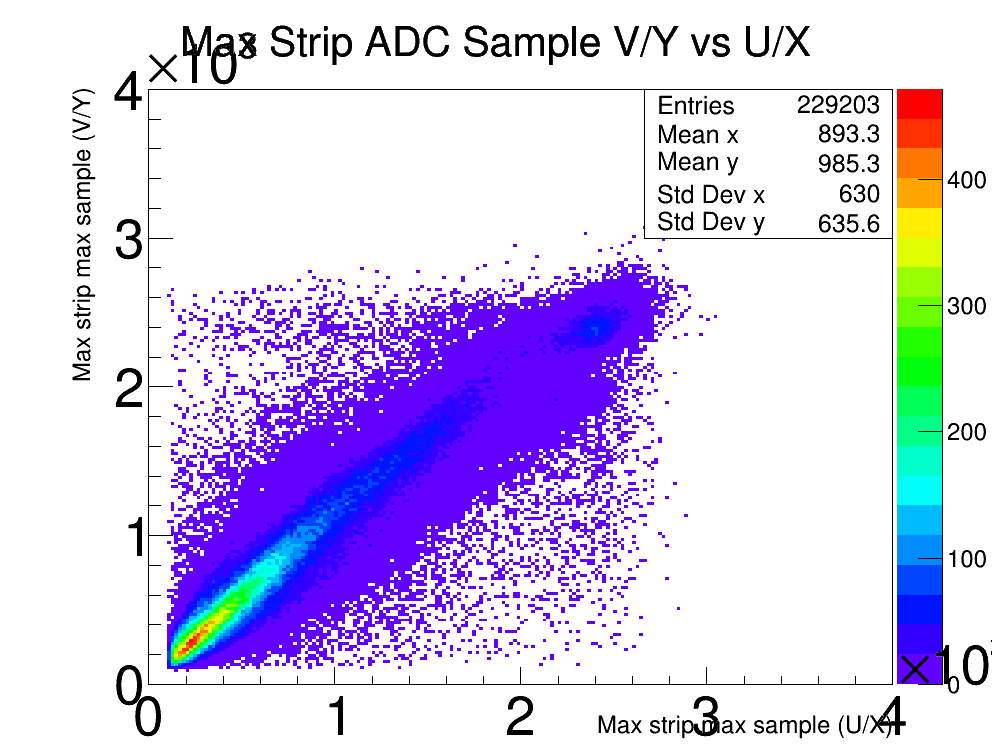 Max Strip ADC Sample V/Y vs U/X
×10³
Max strip max sample (V/Y)
4
3
2
1
0
Entries 229203
Mean x 893.3
Mean y 985.3
Std Dev x 630
Std Dev y 635.6
400
300
200
100
0
×10
0 1 2 3 4
Max strip max sample (U/X)